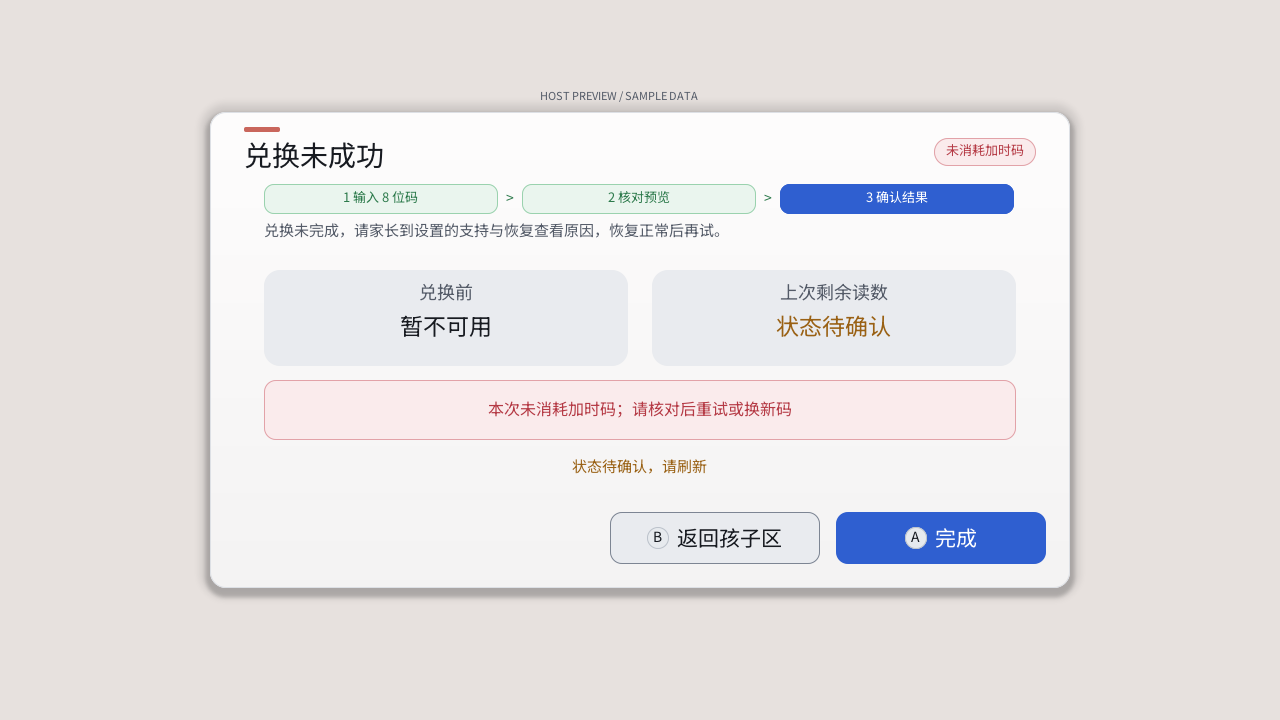 HOST PREVIEW / SAMPLE DATA
兑换未成功
未消耗加时码
1 输入 8 位码 > 2 核对预览 > 3 确认结果
兑换未完成，请家长到设置的支持与恢复查看原因，恢复正常后再试。
兑换前
暂不可用
上次剩余读数
状态待确认
本次未消耗加时码；请核对后重试或换新码
状态待确认，请刷新
B 返回孩子区
A 完成